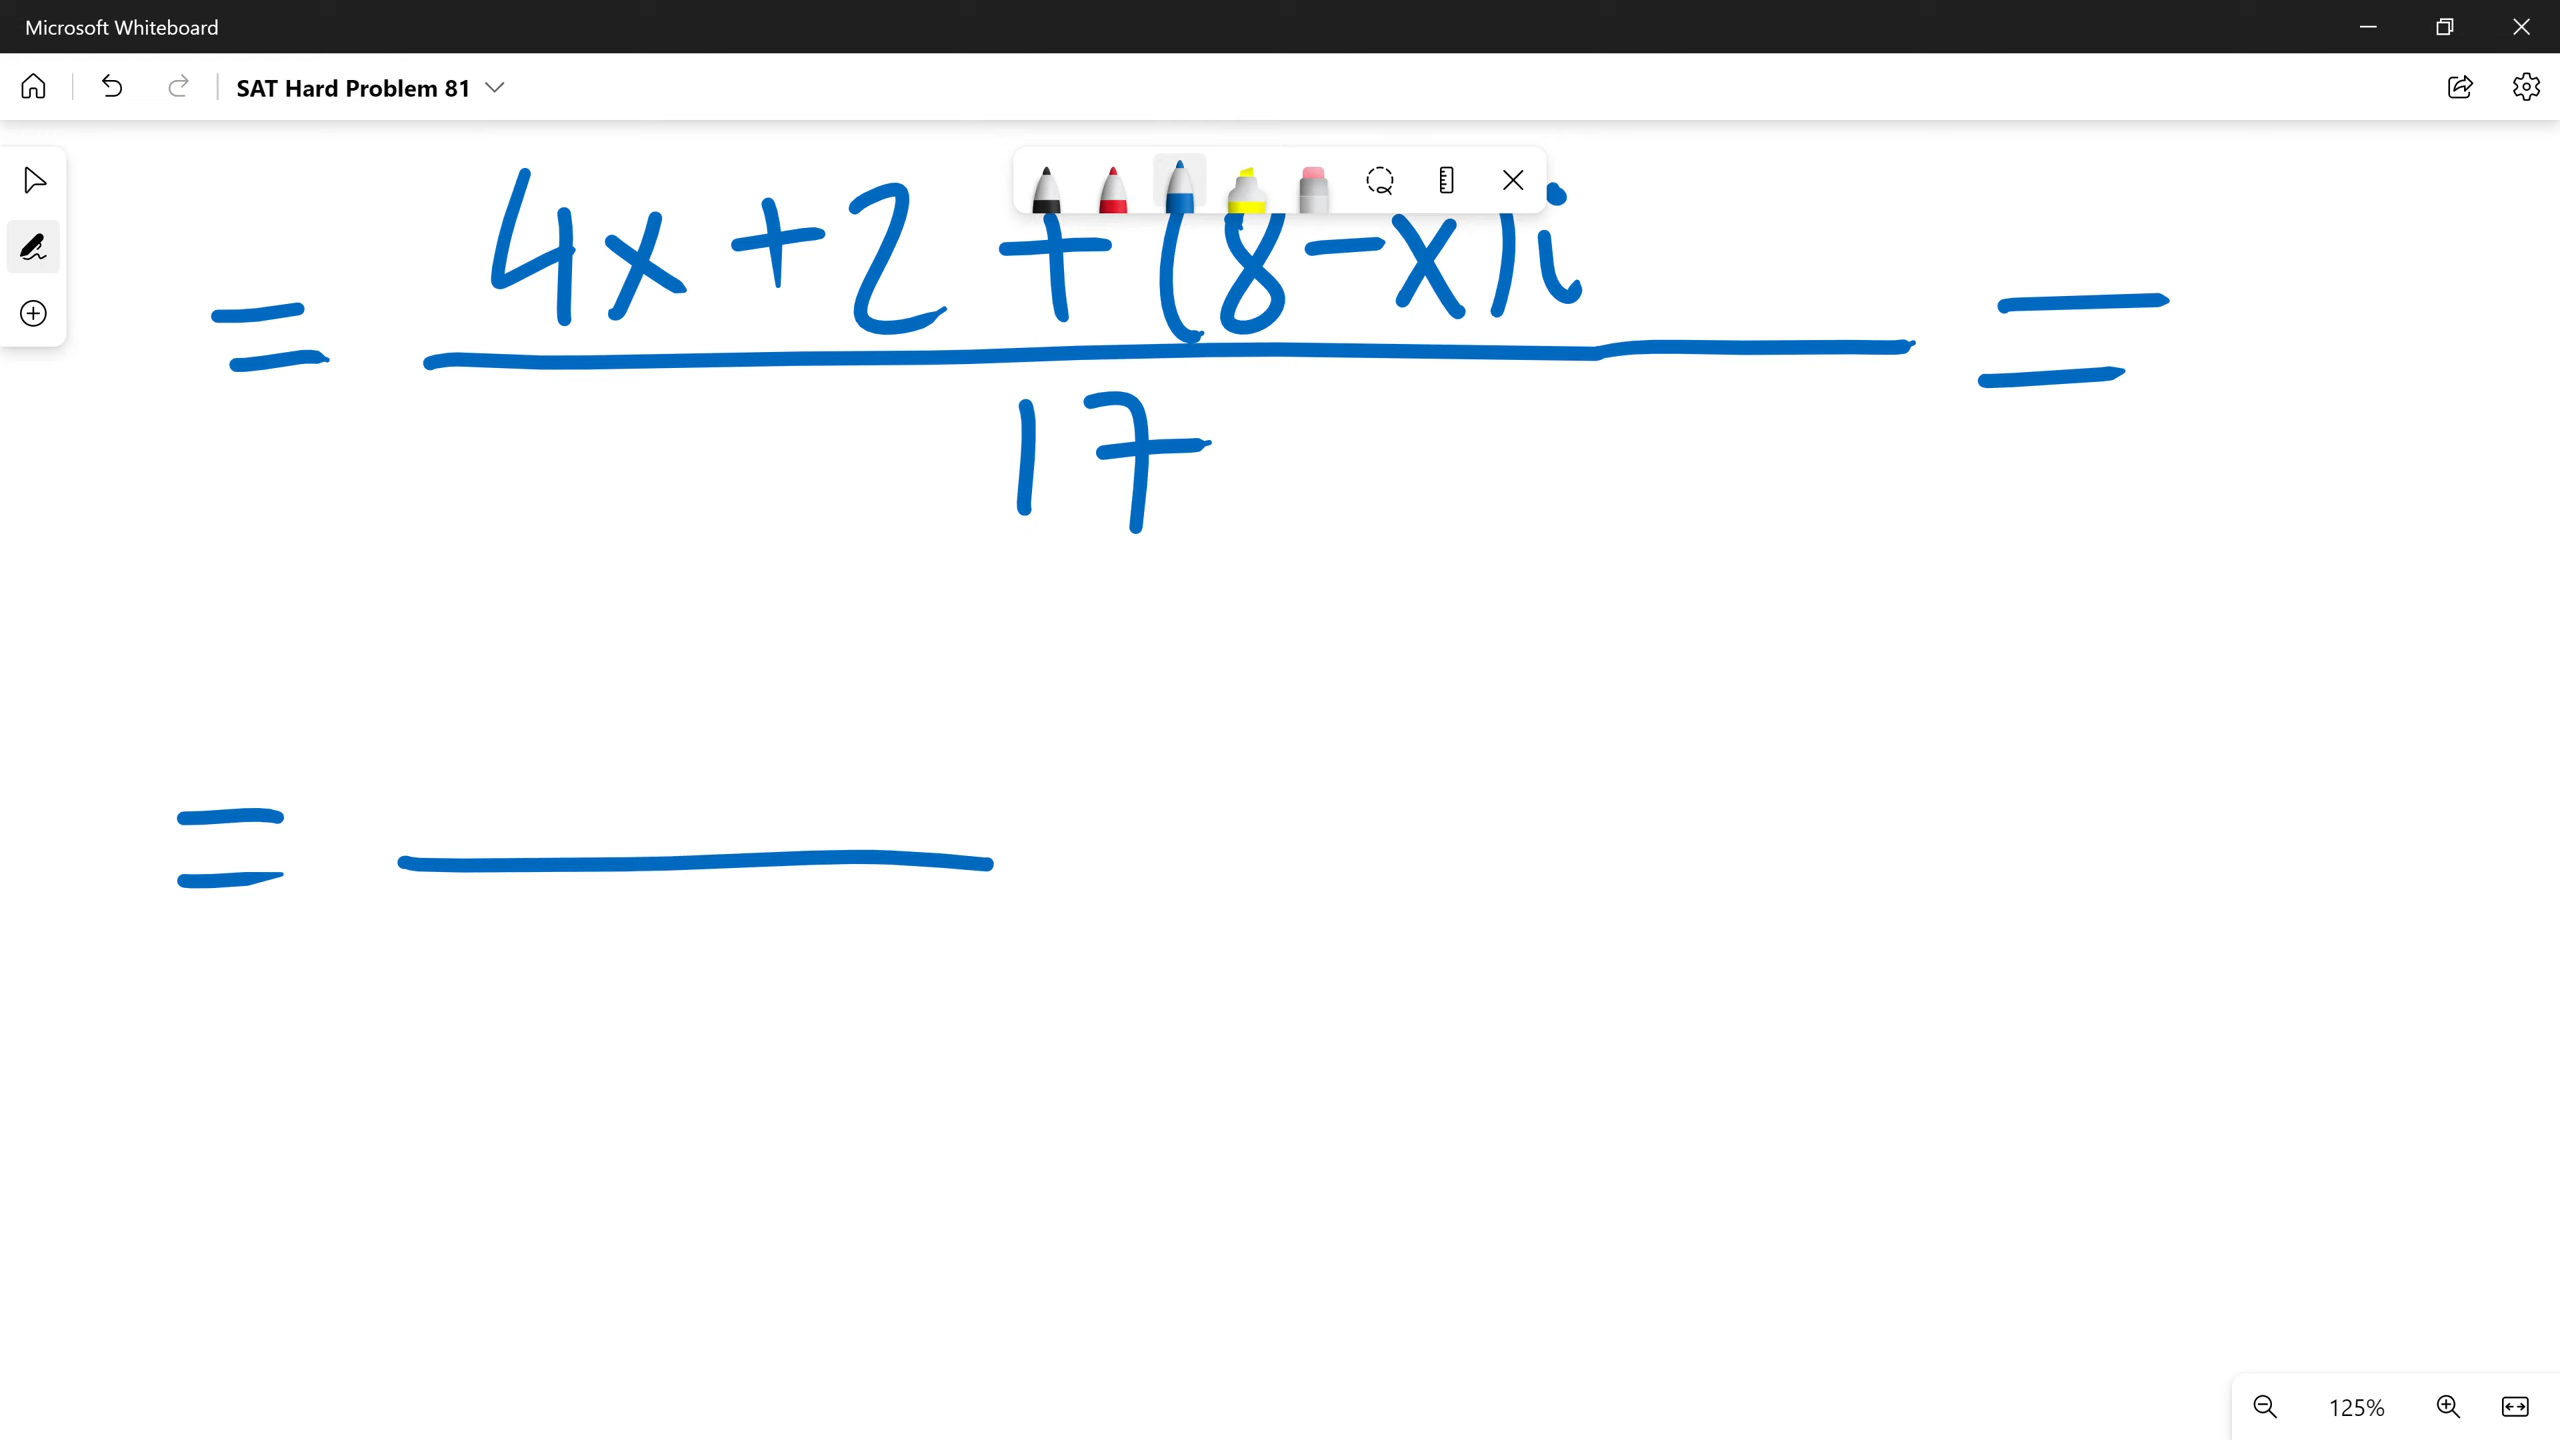 Microsoft Whiteboard
SAT Hard Problem 81
= 4x + 2 + (8 - x)i =
17
=
125%